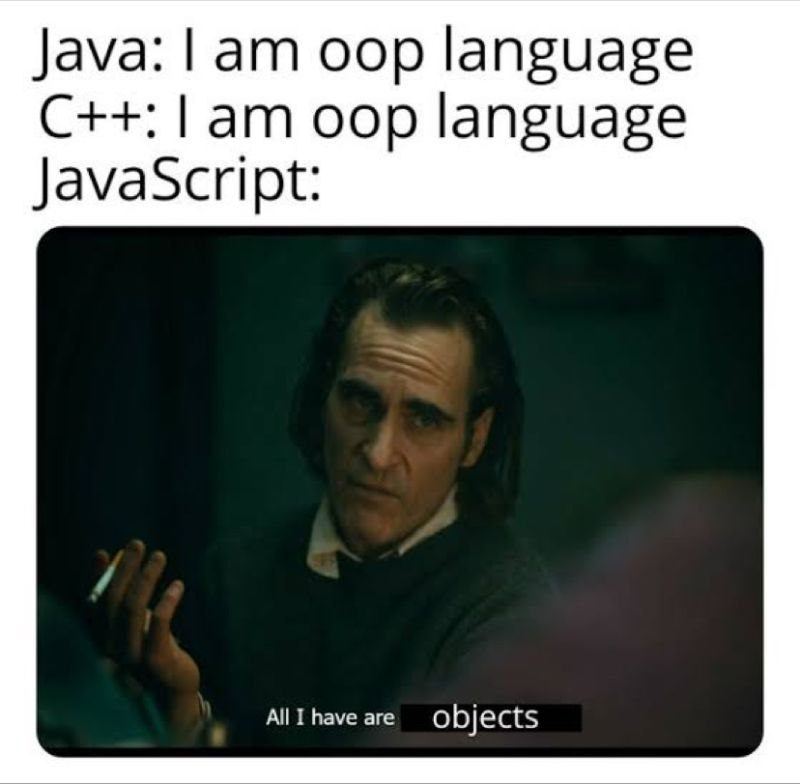 Java: I am oop language
C++: I am oop language
JavaScript:
All I have are objects